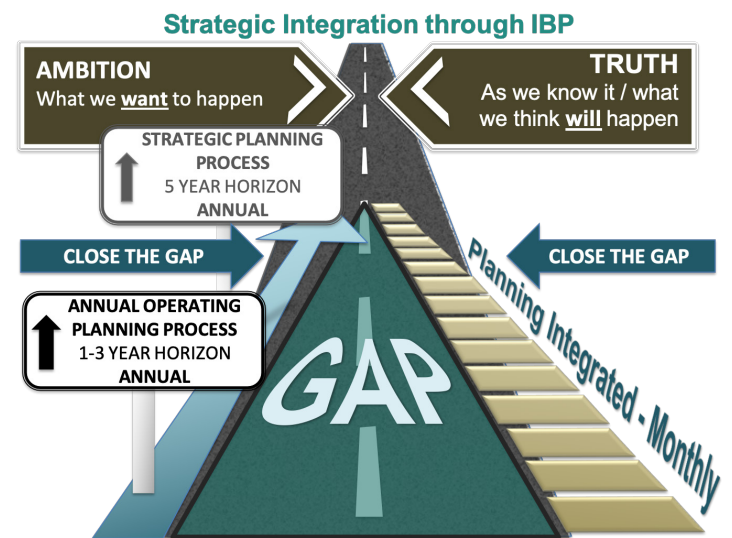 Strategic Integration through IBP
AMBITION
What we want to happen
TRUTH
As we know it / what
we think will happen
STRATEGIC PLANNING
PROCESS
5 YEAR HORIZON
ANNUAL
CLOSE THE GAP
CLOSE THE GAP
ANNUAL OPERATING
PLANNING PROCESS
1-3 YEAR HORIZON
ANNUAL
GAP
Planning Integrated - Monthly